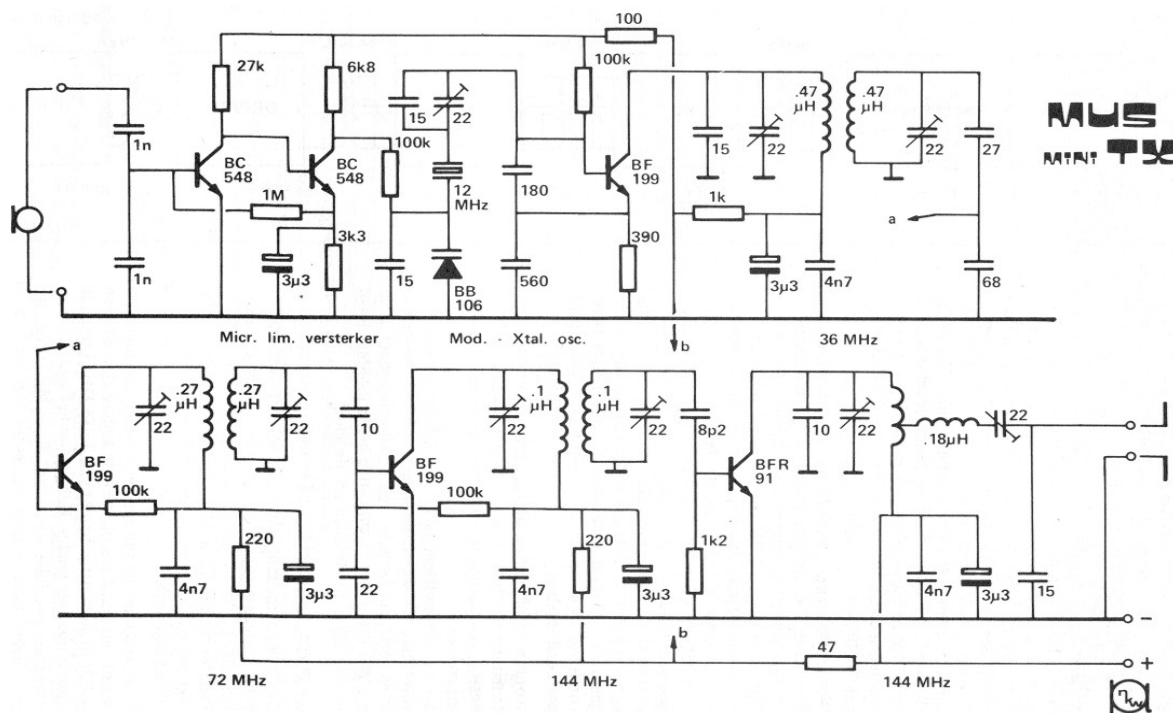 100
27k
6k8
100k
.47
µH
.47
µH
MUS
MINI TX
15
22
1n
100k
BC
548
BC
548
12
MHz
180
BF
199
15
22
22
27
1M
1k
a
3k3
390
1n
3µ3
15
BB
106
560
3µ3
4n7
68
Micr. lim. versterker
Mod. - Xtal. osc.
b
36 MHz
a
.27
µH
.27
µH
.1
µH
.1
µH
22
22
10
22
22
8p2
10
22
22
.18µH
BF
199
BF
199
BFR
91
100k
100k
220
220
1k2
4n7
3µ3
22
4n7
3µ3
4n7
3µ3
15
−
b
47
+
72 MHz
144 MHz
144 MHz